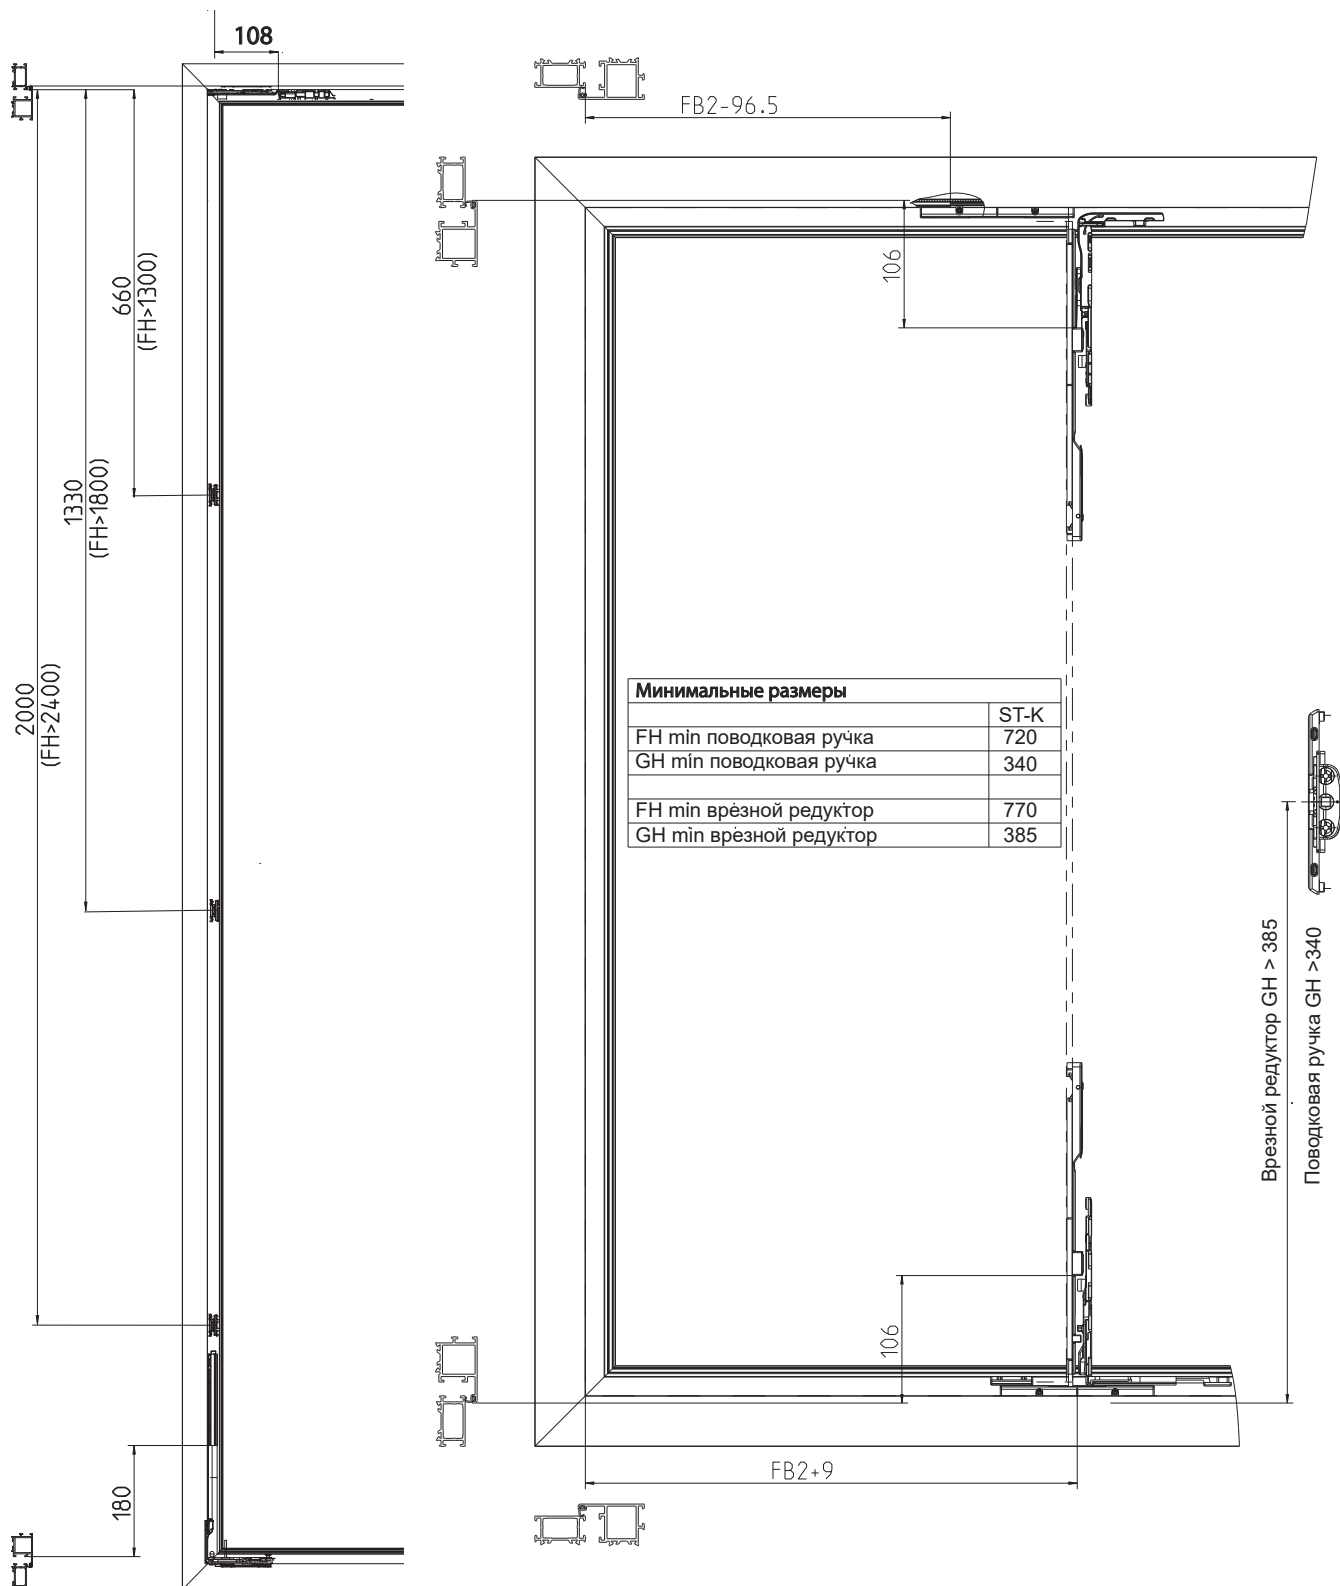 108
FB2-96.5
106
660
(FH>1300)
1330
(FH>1800)
2000
(FH>2400)
180
Минимальные размеры
ST-K
FH min поводковая ручка 720
GH min поводковая ручка 340
FH min врезной редуктор 770
GH min врезной редуктор 385
Врезной редуктор GH > 385
Поводковая ручка GH >340
106
FB2+9